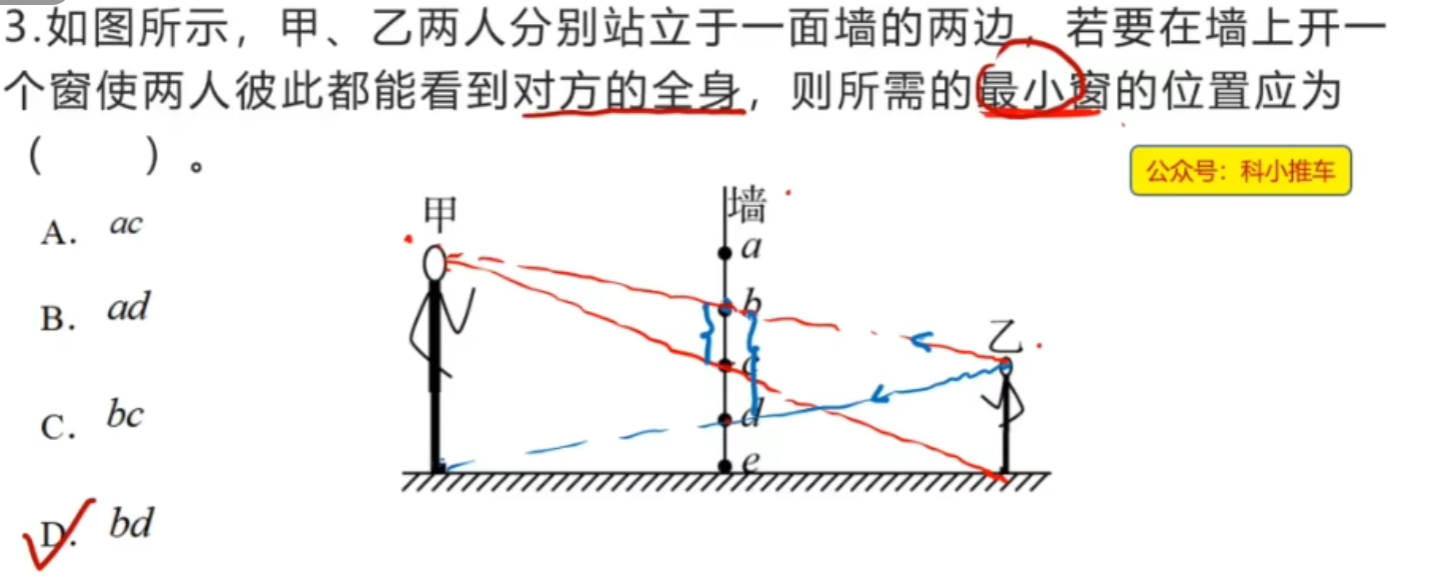 3.如图所示，甲、乙两人分别站立于一面墙的两边，若要在墙上开一
个窗使两人彼此都能看到对方的全身，则所需的最小窗的位置应为
（　　）。
公众号：科小推车
A. ac
B. ad
C. bc
D. bd
甲
墙
a
b
c
乙
d
e